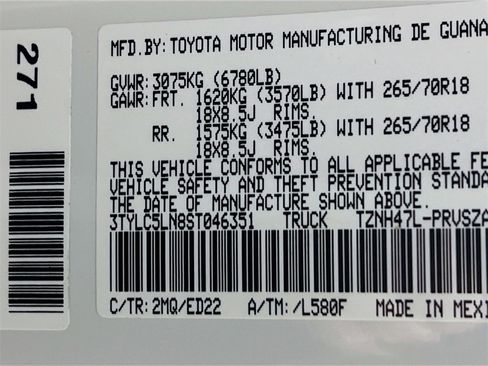 271
MFD.BY: TOYOTA MOTOR MANUFACTURING DE GUANA
GVWR: 3075KG (6780LB)
GAWR: FRT. 1620KG (3570LB) WITH 265/70R18
18X8.5J RIMS.
RR. 1575KG (3475LB) WITH 265/70R18
18X8.5J RIMS.
THIS VEHICLE CONFORMS TO ALL APPLICABLE FE
VEHICLE SAFETY AND THEFT PREVENTION STANDA
THE DATE OF MANUFACTURE SHOWN ABOVE.
3TYLC5LN8ST046351 TRUCK TZNH47L-PRVSZA
C/TR: 2MQ/ED22 A/TM: /L580F MADE IN MEXI